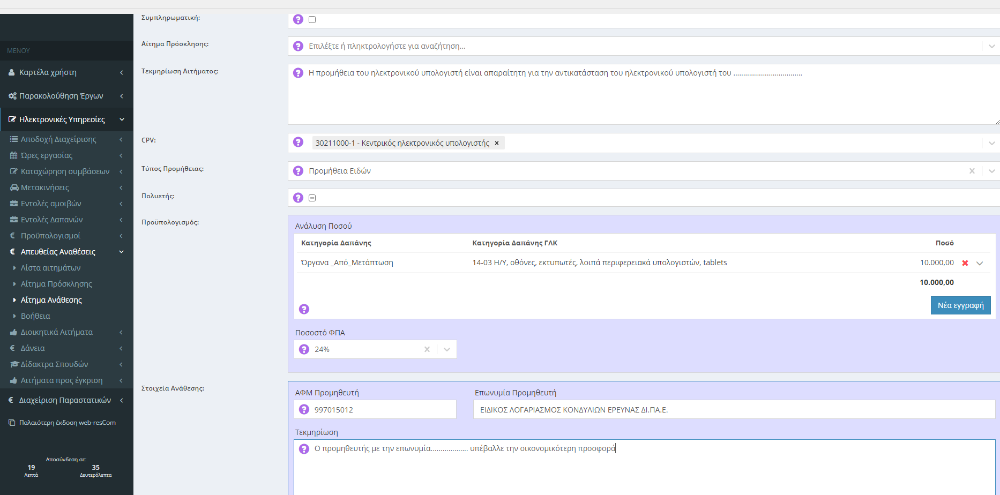 ΜΕΝΟΥ
Καρτέλα χρήστη
Παρακολούθηση Έργων
Ηλεκτρονικές Υπηρεσίες
Αποδοχή Διαχείρισης
Ώρες εργασίας
Καταχώρηση συμβάσεων
Μετακινήσεις
Εντολές αμοιβών
Εντολές Δαπανών
€ Προϋπολογισμοί
€ Απευθείας Αναθέσεις
Λίστα αιτημάτων
Αίτημα Πρόσκλησης
Αίτημα Ανάθεσης
Βοήθεια
Διοικητικά Αιτήματα
€ Δάνεια
Δίδακτρα Σπουδών
Αιτήματα προς έγκριση
€ Διαχείριση Παραστατικών
Παλαιότερη έκδοση web-resCom
Αποσύνδεση σε:
19 35
Λεπτά Δευτερόλεπτα
Συμπληρωματική:
?
Αίτημα Πρόσκλησης:
? Επιλέξτε ή πληκτρολογήστε για αναζήτηση...
Τεκμηρίωση Αιτήματος:
? Η προμήθεια του ηλεκτρονικού υπολογιστή είναι απαραίτητη για την αντικατάσταση του ηλεκτρονικού υπολογιστή του ...................................
CPV:
? 30211000-1 - Κεντρικός ηλεκτρονικός υπολογιστής ×
Τύπος Προμήθειας:
? Προμήθεια Ειδών
Πολυετής:
?
Προϋπολογισμός:
Ανάλυση Ποσού
Κατηγορία Δαπάνης Κατηγορία Δαπάνης ΓΛΚ Ποσό
Όργανα _Από_Μετάπτωση 14-03 Η/Υ, οθόνες, εκτυπωτές, λοιπά περιφερειακά υπολογιστών, tablets 10.000,00
10.000,00
? Νέα εγγραφή
Ποσοστό ΦΠΑ
? 24%
Στοιχεία Ανάθεσης:
ΑΦΜ Προμηθευτή Επωνυμία Προμηθευτή
? 997015012 ΕΙΔΙΚΟΣ ΛΟΓΑΡΙΑΣΜΟΣ ΚΟΝΔΥΛΙΩΝ ΕΡΕΥΝΑΣ ΔΙ.ΠΑ.Ε.
Τεκμηρίωση
? Ο προμηθευτής με την επωνυμία................... υπέβαλλε την οικονομικότερη προσφορά